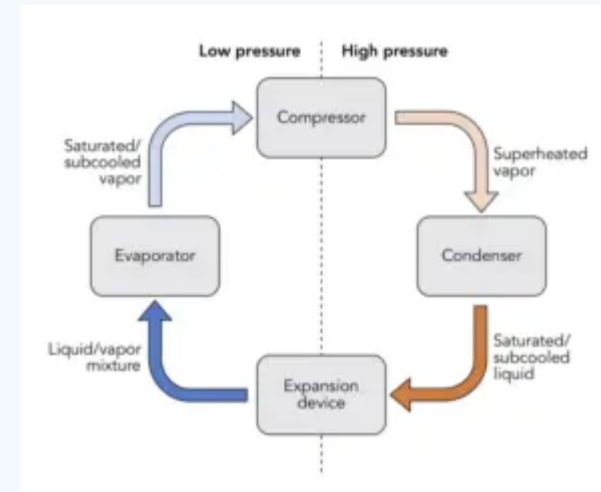 Low pressure
High pressure
Compressor
Saturated/
subcooled
vapor
Superheated
vapor
Evaporator
Condenser
Liquid/vapor
mixture
Saturated/
subcooled
liquid
Expansion
device